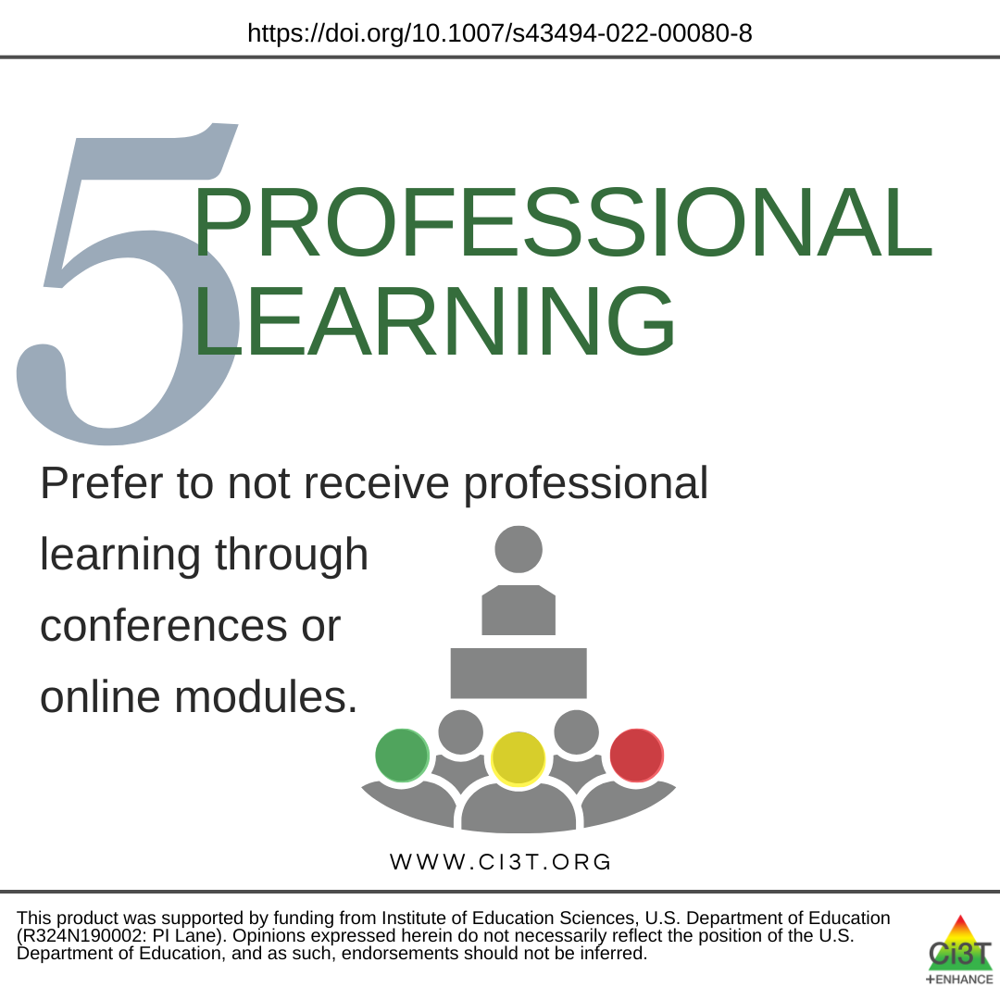 https://doi.org/10.1007/s43494-022-00080-8
5
PROFESSIONAL
LEARNING
Prefer to not receive professional
learning through
conferences or
online modules.
WWW.CI3T.ORG
This product was supported by funding from Institute of Education Sciences, U.S. Department of Education
(R324N190002: PI Lane). Opinions expressed herein do not necessarily reflect the position of the U.S.
Department of Education, and as such, endorsements should not be inferred.
Ci3T
+ENHANCE